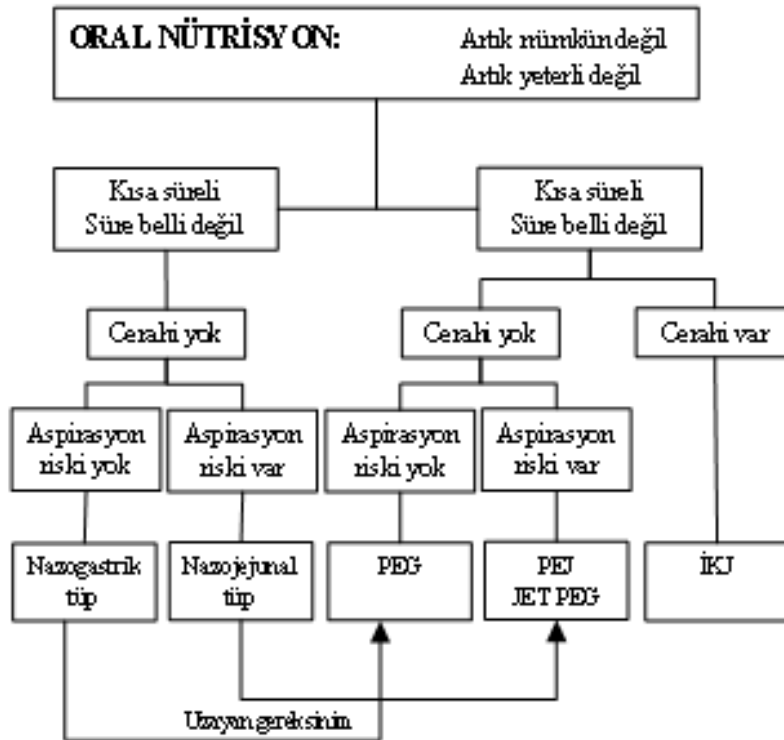 ORAL NÜTRİSYON: Artık mümkün değil
Artık yeterli değil
Kısa süreli
Süre belli değil
Kısa süreli
Süre belli değil
Cerahi yok
Cerahi yok
Cerahi var
Aspirasyon
riski yok
Aspirasyon
riski var
Aspirasyon
riski yok
Aspirasyon
riski var
Nazogastrik
tüp
Nazojejunal
tüp
PEG
PEJ
JET PEG
İKJ
Uzayan gereksinin